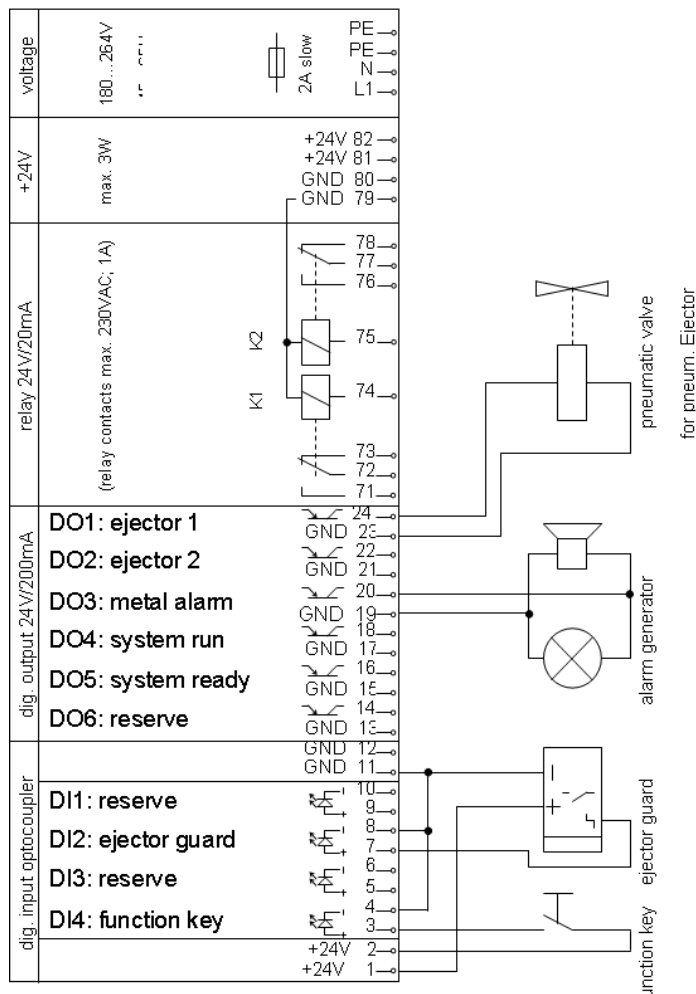 voltage
180...264V
2A slow
PE
PE
N
L1
+24V
max. 3W
+24V 82
+24V 81
GND 80
GND 79
relay 24V/20mA
(relay contacts max. 230VAC; 1A)
K2
K1
78
77
76
75
74
73
72
71
pneumatic valve
for pneum. Ejector
dig. output 24V/200mA
DO1: ejector 1
24
GND 23
DO2: ejector 2
22
GND 21
DO3: metal alarm
20
GND 19
DO4: system run
18
GND 17
DO5: system ready
16
GND 15
DO6: reserve
14
GND 13
alarm generator
dig. input optocoupler
GND 12
GND 11
DI1: reserve
10
9
DI2: ejector guard
8
7
DI3: reserve
6
5
DI4: function key
4
3
+24V 2
+24V 1
ejector guard
function key